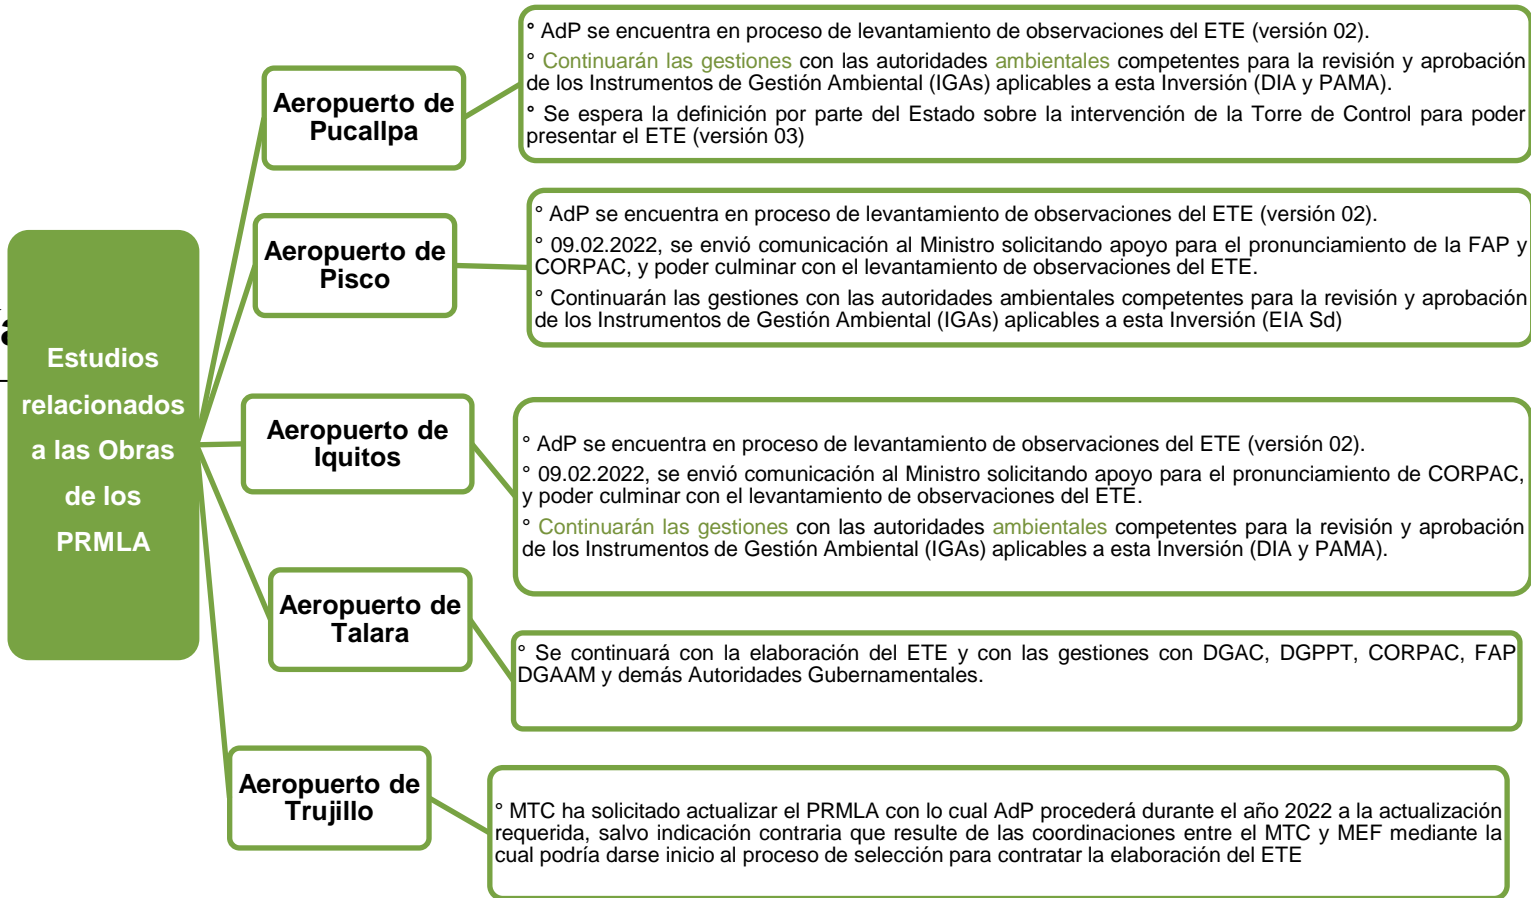 Estudios
relacionados
a las Obras
de los
PRMLA
Aeropuerto de
Pucallpa
° AdP se encuentra en proceso de levantamiento de observaciones del ETE (versión 02).
° Continuarán las gestiones con las autoridades ambientales competentes para la revisión y aprobación
de los Instrumentos de Gestión Ambiental (IGAs) aplicables a esta Inversión (DIA y PAMA).
° Se espera la definición por parte del Estado sobre la intervención de la Torre de Control para poder
presentar el ETE (versión 03)
Aeropuerto de
Pisco
° AdP se encuentra en proceso de levantamiento de observaciones del ETE (versión 02).
° 09.02.2022, se envió comunicación al Ministro solicitando apoyo para el pronunciamiento de la FAP y
CORPAC, y poder culminar con el levantamiento de observaciones del ETE.
° Continuarán las gestiones con las autoridades ambientales competentes para la revisión y aprobación
de los Instrumentos de Gestión Ambiental (IGAs) aplicables a esta Inversión (EIA Sd)
Aeropuerto de
Iquitos
° AdP se encuentra en proceso de levantamiento de observaciones del ETE (versión 02).
° 09.02.2022, se envió comunicación al Ministro solicitando apoyo para el pronunciamiento de CORPAC,
y poder culminar con el levantamiento de observaciones del ETE.
° Continuarán las gestiones con las autoridades ambientales competentes para la revisión y aprobación
de los Instrumentos de Gestión Ambiental (IGAs) aplicables a esta Inversión (DIA y PAMA).
Aeropuerto de
Talara
° Se continuará con la elaboración del ETE y con las gestiones con DGAC, DGPPT, CORPAC, FAP
DGAAM y demás Autoridades Gubernamentales.
Aeropuerto de
Trujillo
° MTC ha solicitado actualizar el PRMLA con lo cual AdP procederá durante el año 2022 a la actualización
requerida, salvo indicación contraria que resulte de las coordinaciones entre el MTC y MEF mediante la
cual podría darse inicio al proceso de selección para contratar la elaboración del ETE